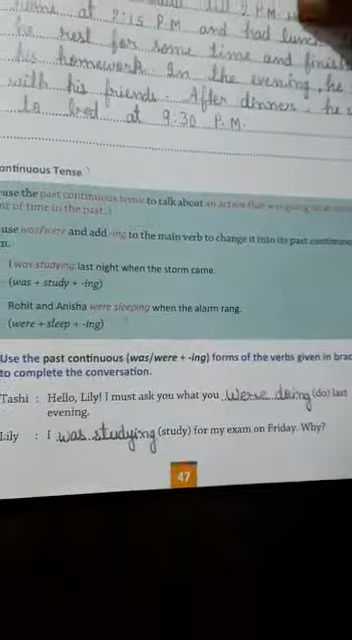 at 2:15 P.M and had lunch
he rest for some time and
his homework In the evening, he
with his friends. After dinner, he
to bed at 9:30 P.M.
ontinuous Tense
use the past continuous tense to talk about an action that was going on
nt of time in the past.
use was/were and add -ing to the main verb to change it into its past continuous
I was studying last night when the storm came.
(was + study + -ing)
Rohit and Anisha were sleeping when the alarm rang.
(were + sleep + -ing)
Use the past continuous (was/were + -ing) forms of the verbs given in brac
to complete the conversation.
Tashi : Hello, Lily! I must ask you what you were doing (do) last
evening.
Lily : I was studying (study) for my exam on Friday. Why?
47